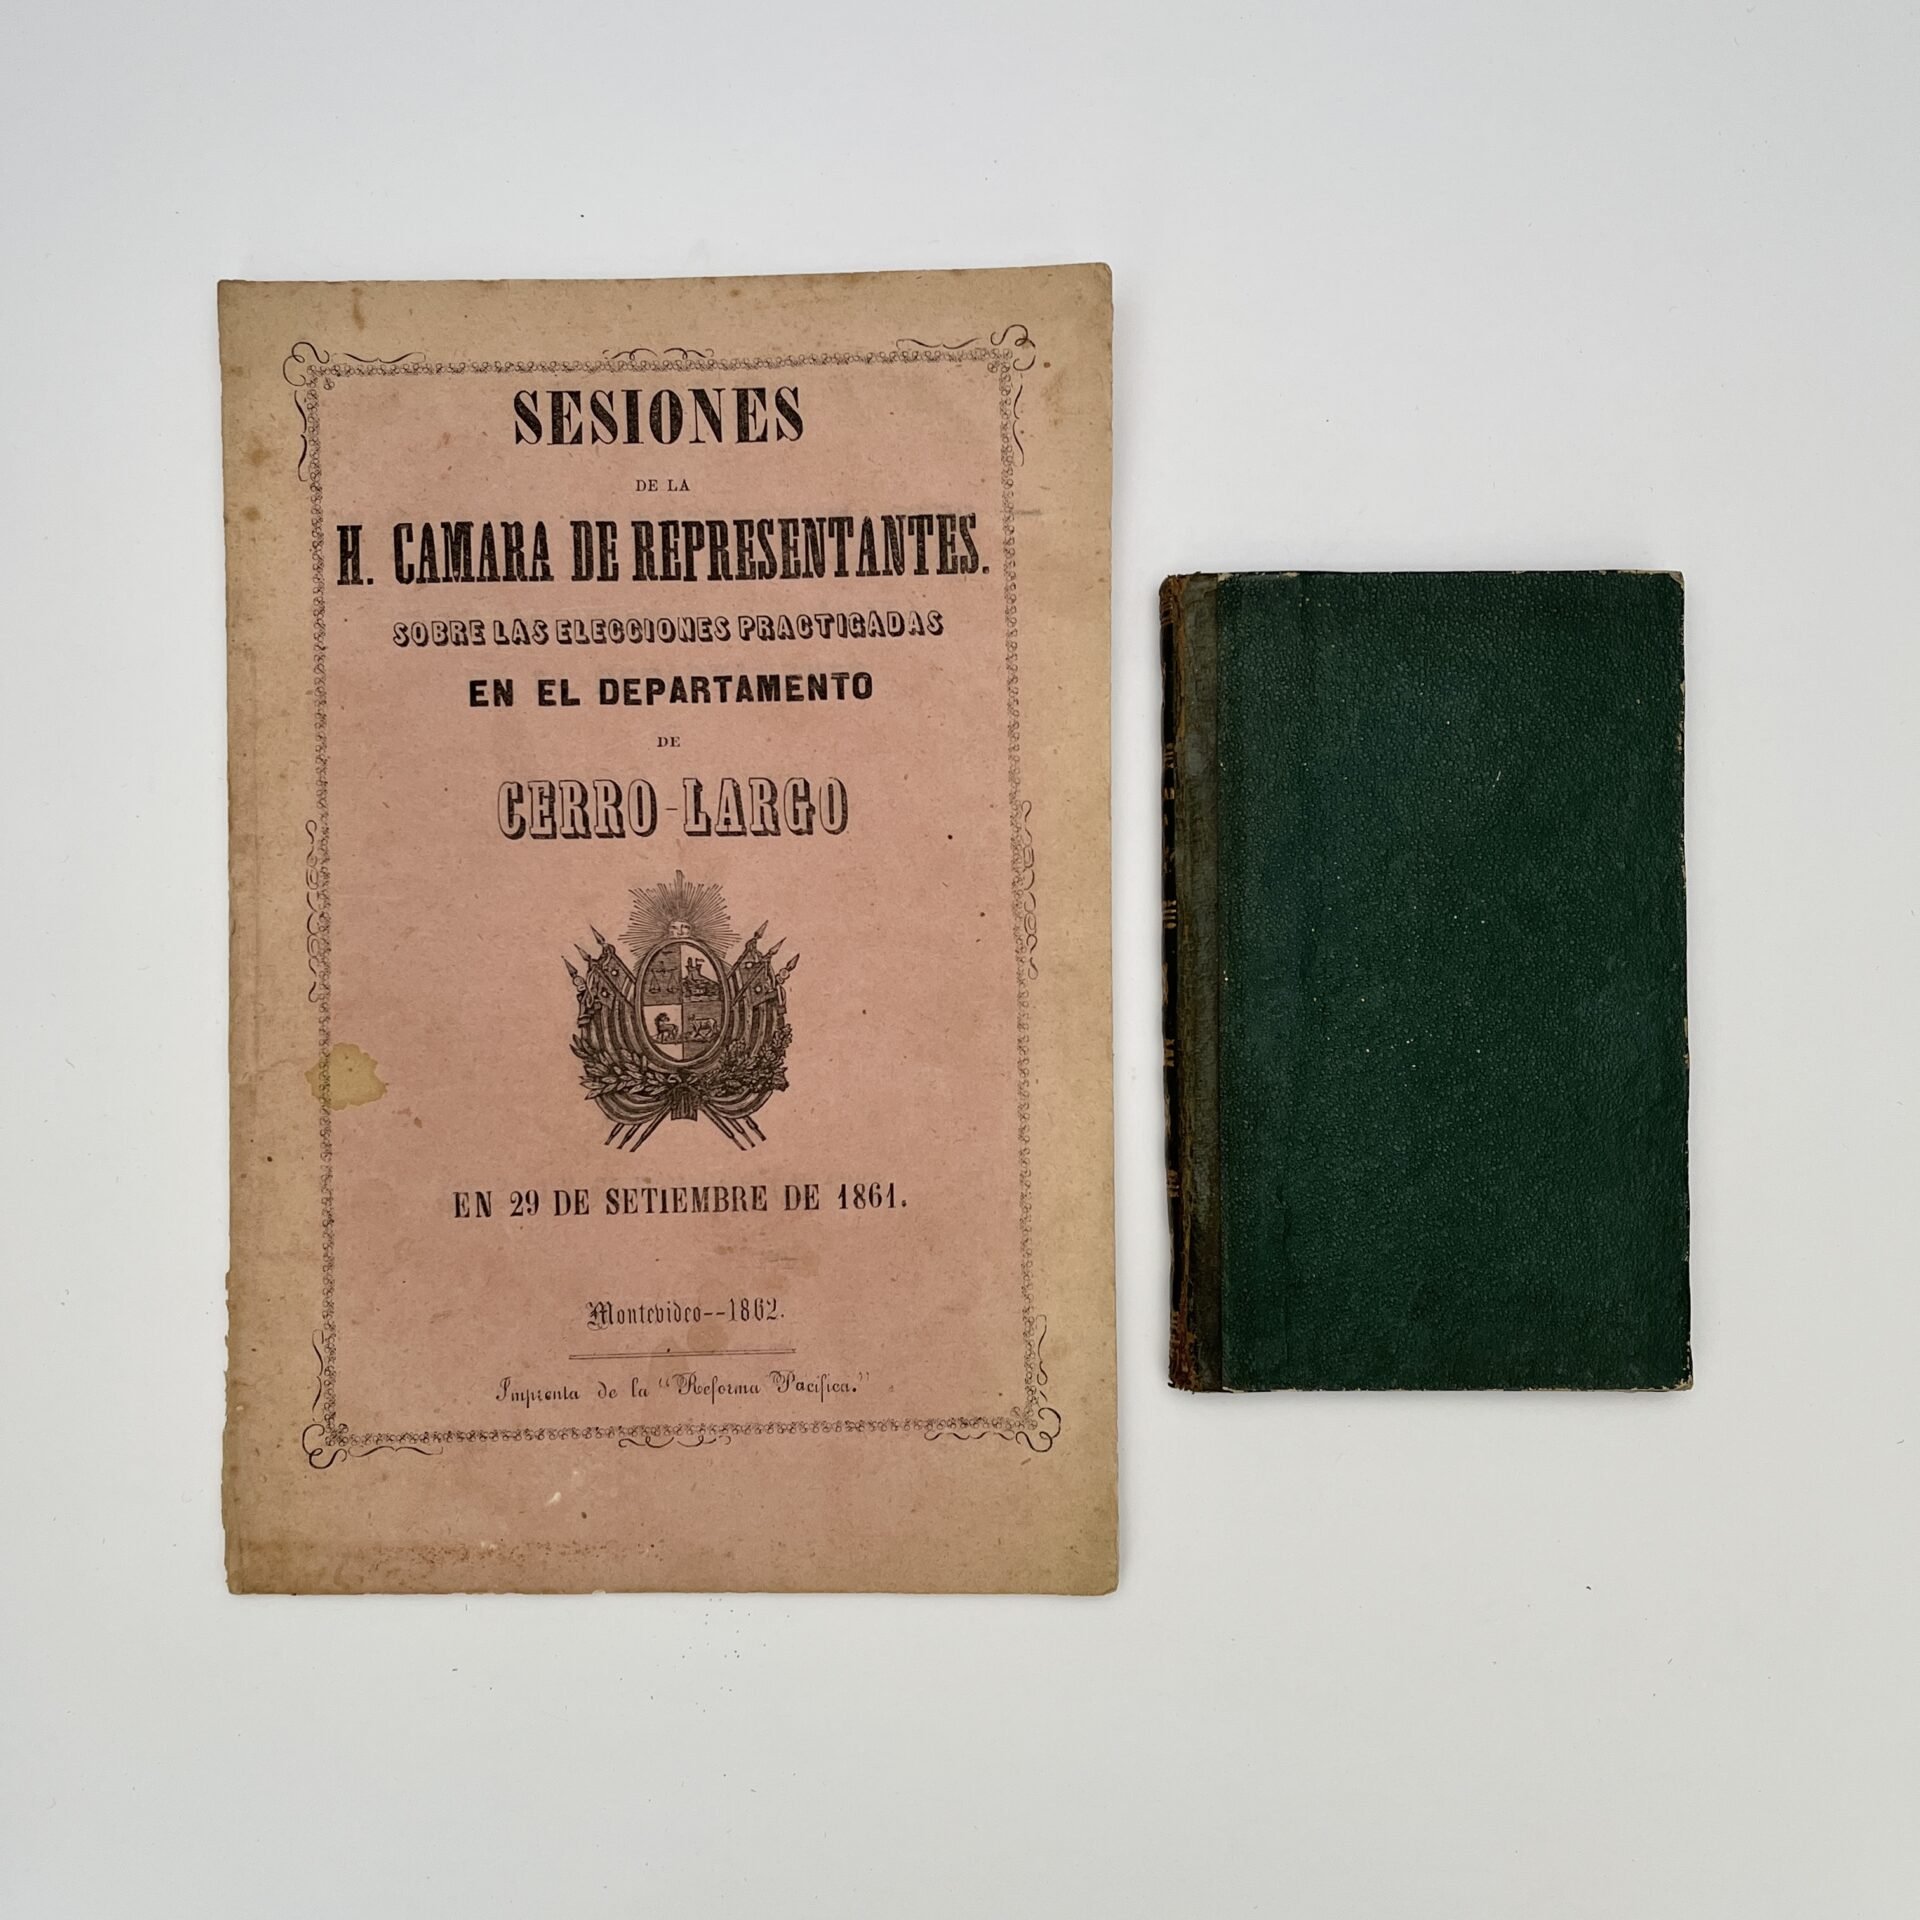 SESIONES
DE LA
H. CAMARA DE REPRESENTANTES.
SOBRE LAS ELECCIONES PRACTIGADAS
EN EL DEPARTAMENTO
DE
CERRO-LARGO
EN 29 DE SETIEMBRE DE 1861.
Montevideo--1862.
Imprenta de la "Reforma Pacifica."